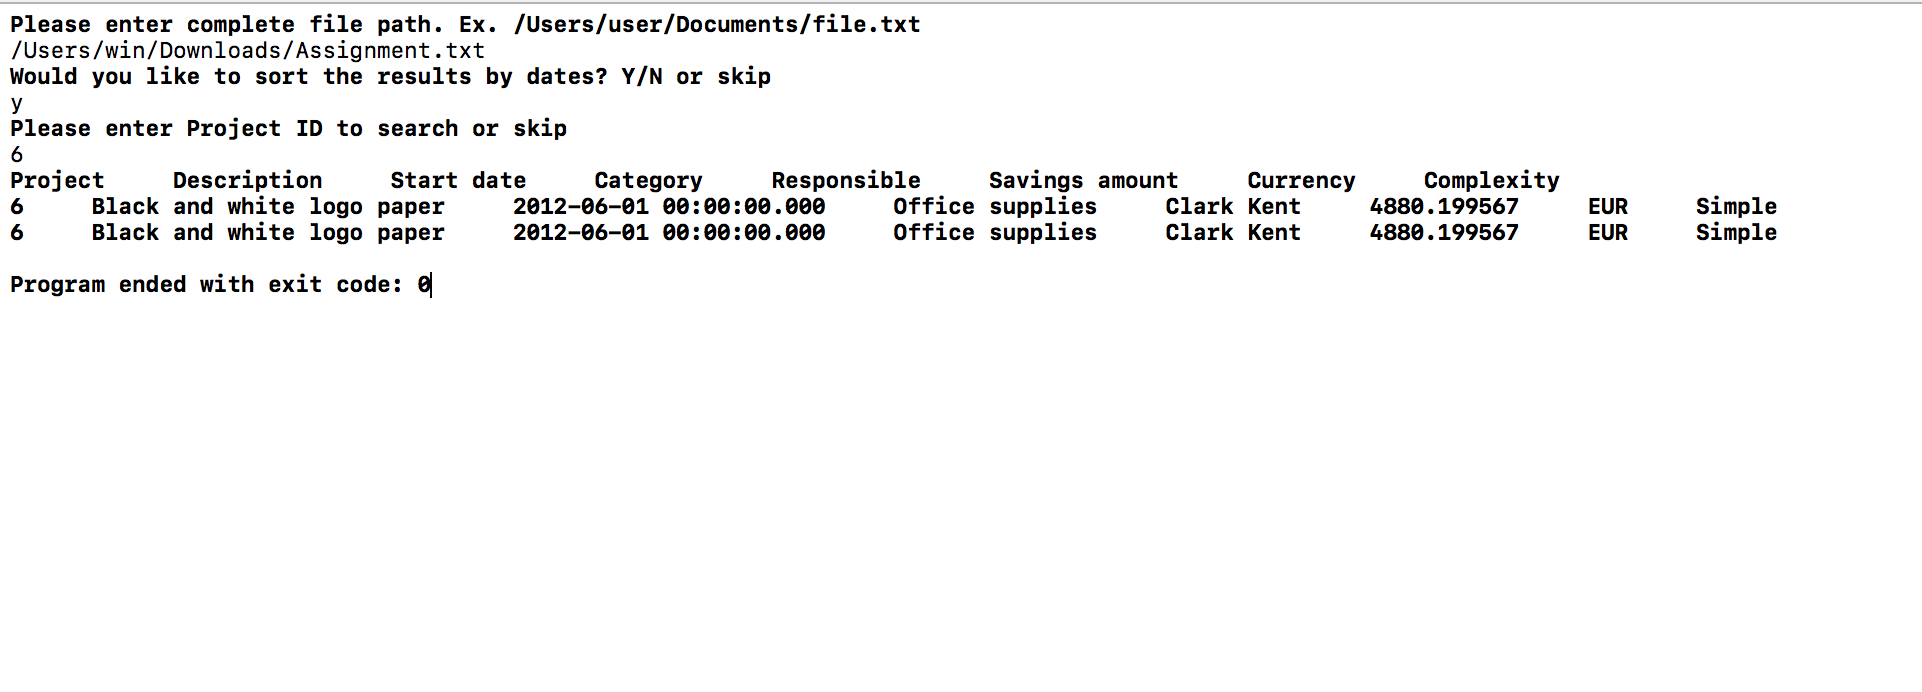 Please enter complete file path. Ex. /Users/user/Documents/file.txt
/Users/win/Downloads/Assignment.txt
Would you like to sort the results by dates? Y/N or skip
y
Please enter Project ID to search or skip
6
Project     Description     Start date     Category     Responsible     Savings amount     Currency     Complexity
6     Black and white logo paper     2012-06-01 00:00:00.000     Office supplies     Clark Kent     4880.199567     EUR     Simple
6     Black and white logo paper     2012-06-01 00:00:00.000     Office supplies     Clark Kent     4880.199567     EUR     Simple
Program ended with exit code: 0